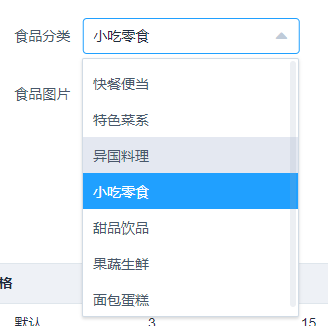 食品分类 小吃零食
快餐便当
食品图片
特色菜系
异国料理
小吃零食
甜品饮品
果蔬生鲜
格
面包蛋糕
默认 3 15